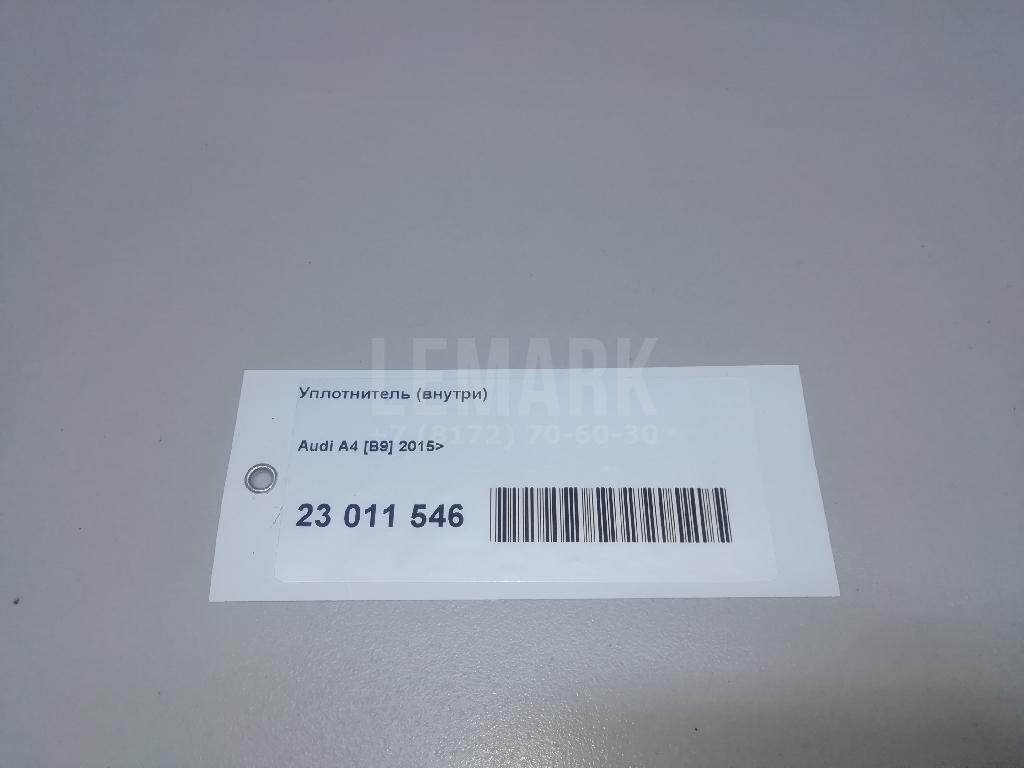 LEMARK
Уплотнитель (внутри)
+7 (8172) 70-60-30
Audi A4 [B9] 2015>
23 011 546